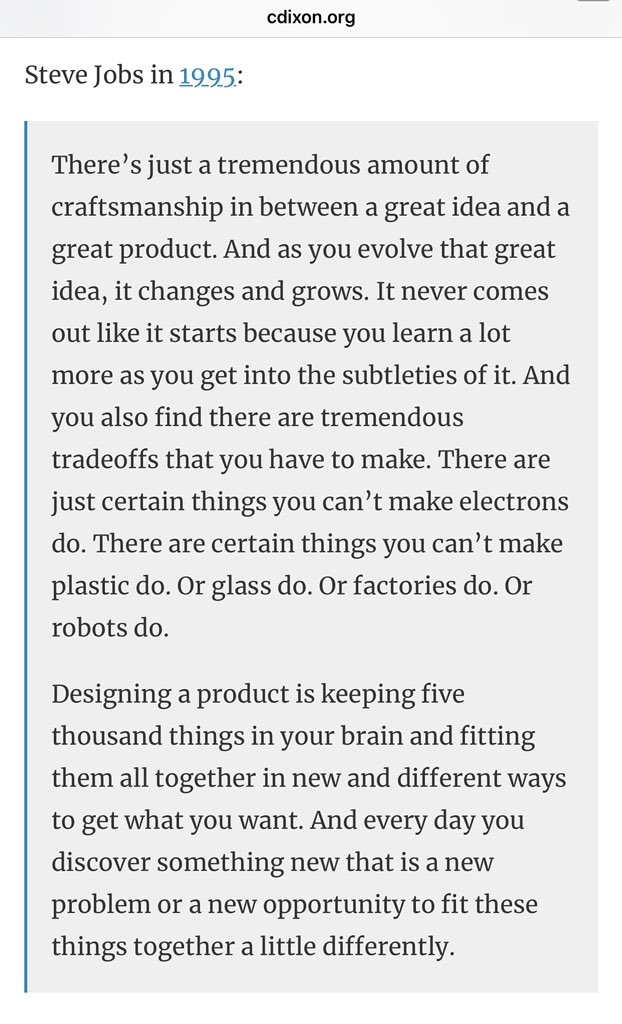 cdixon.org
Steve Jobs in 1995:
There’s just a tremendous amount of
craftsmanship in between a great idea and a
great product. And as you evolve that great
idea, it changes and grows. It never comes
out like it starts because you learn a lot
more as you get into the subtleties of it. And
you also find there are tremendous
tradeoffs that you have to make. There are
just certain things you can’t make electrons
do. There are certain things you can’t make
plastic do. Or glass do. Or factories do. Or
robots do.
Designing a product is keeping five
thousand things in your brain and fitting
them all together in new and different ways
to get what you want. And every day you
discover something new that is a new
problem or a new opportunity to fit these
things together a little differently.